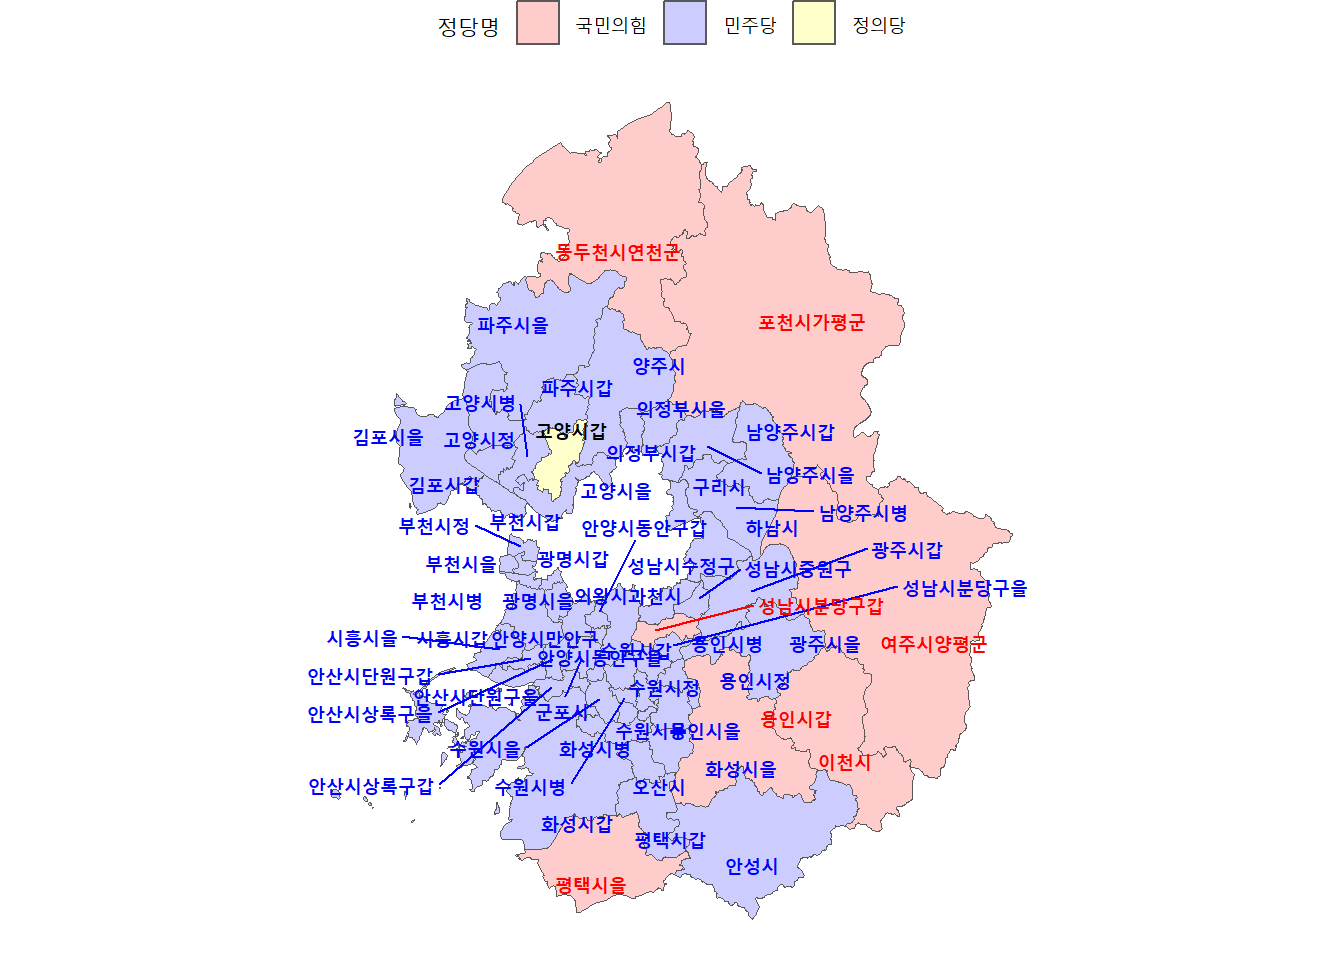 정당명 국민의힘 민주당 정의당
동두천시연천군
포천시가평군
파주시을
양주시
파주시갑
고양시병
의정부시을
고양시갑
남양주시갑
김포시을
고양시정
의정부시갑
남양주시을
김포시갑
구리시
고양시을
남양주시병
부천시정
부천시갑
안양시동안구갑
하남시
광주시갑
광명시갑
부천시을
성남시수정구
성남시중원구
성남시분당구을
부천시병
광명시을
의왕시과천시
성남시분당구갑
시흥시을
시흥시갑
안양시만안구
수원시갑
용인시병
광주시을
여주시양평군
안양시동안구을
안산시단원구갑
용인시정
수원시정
안산시단원구을
안산시상록구을
군포시
용인시갑
수원시무
용인시을
수원시을
화성시병
이천시
화성시을
안산시상록구갑
수원시병
오산시
화성시갑
평택시갑
안성시
평택시을